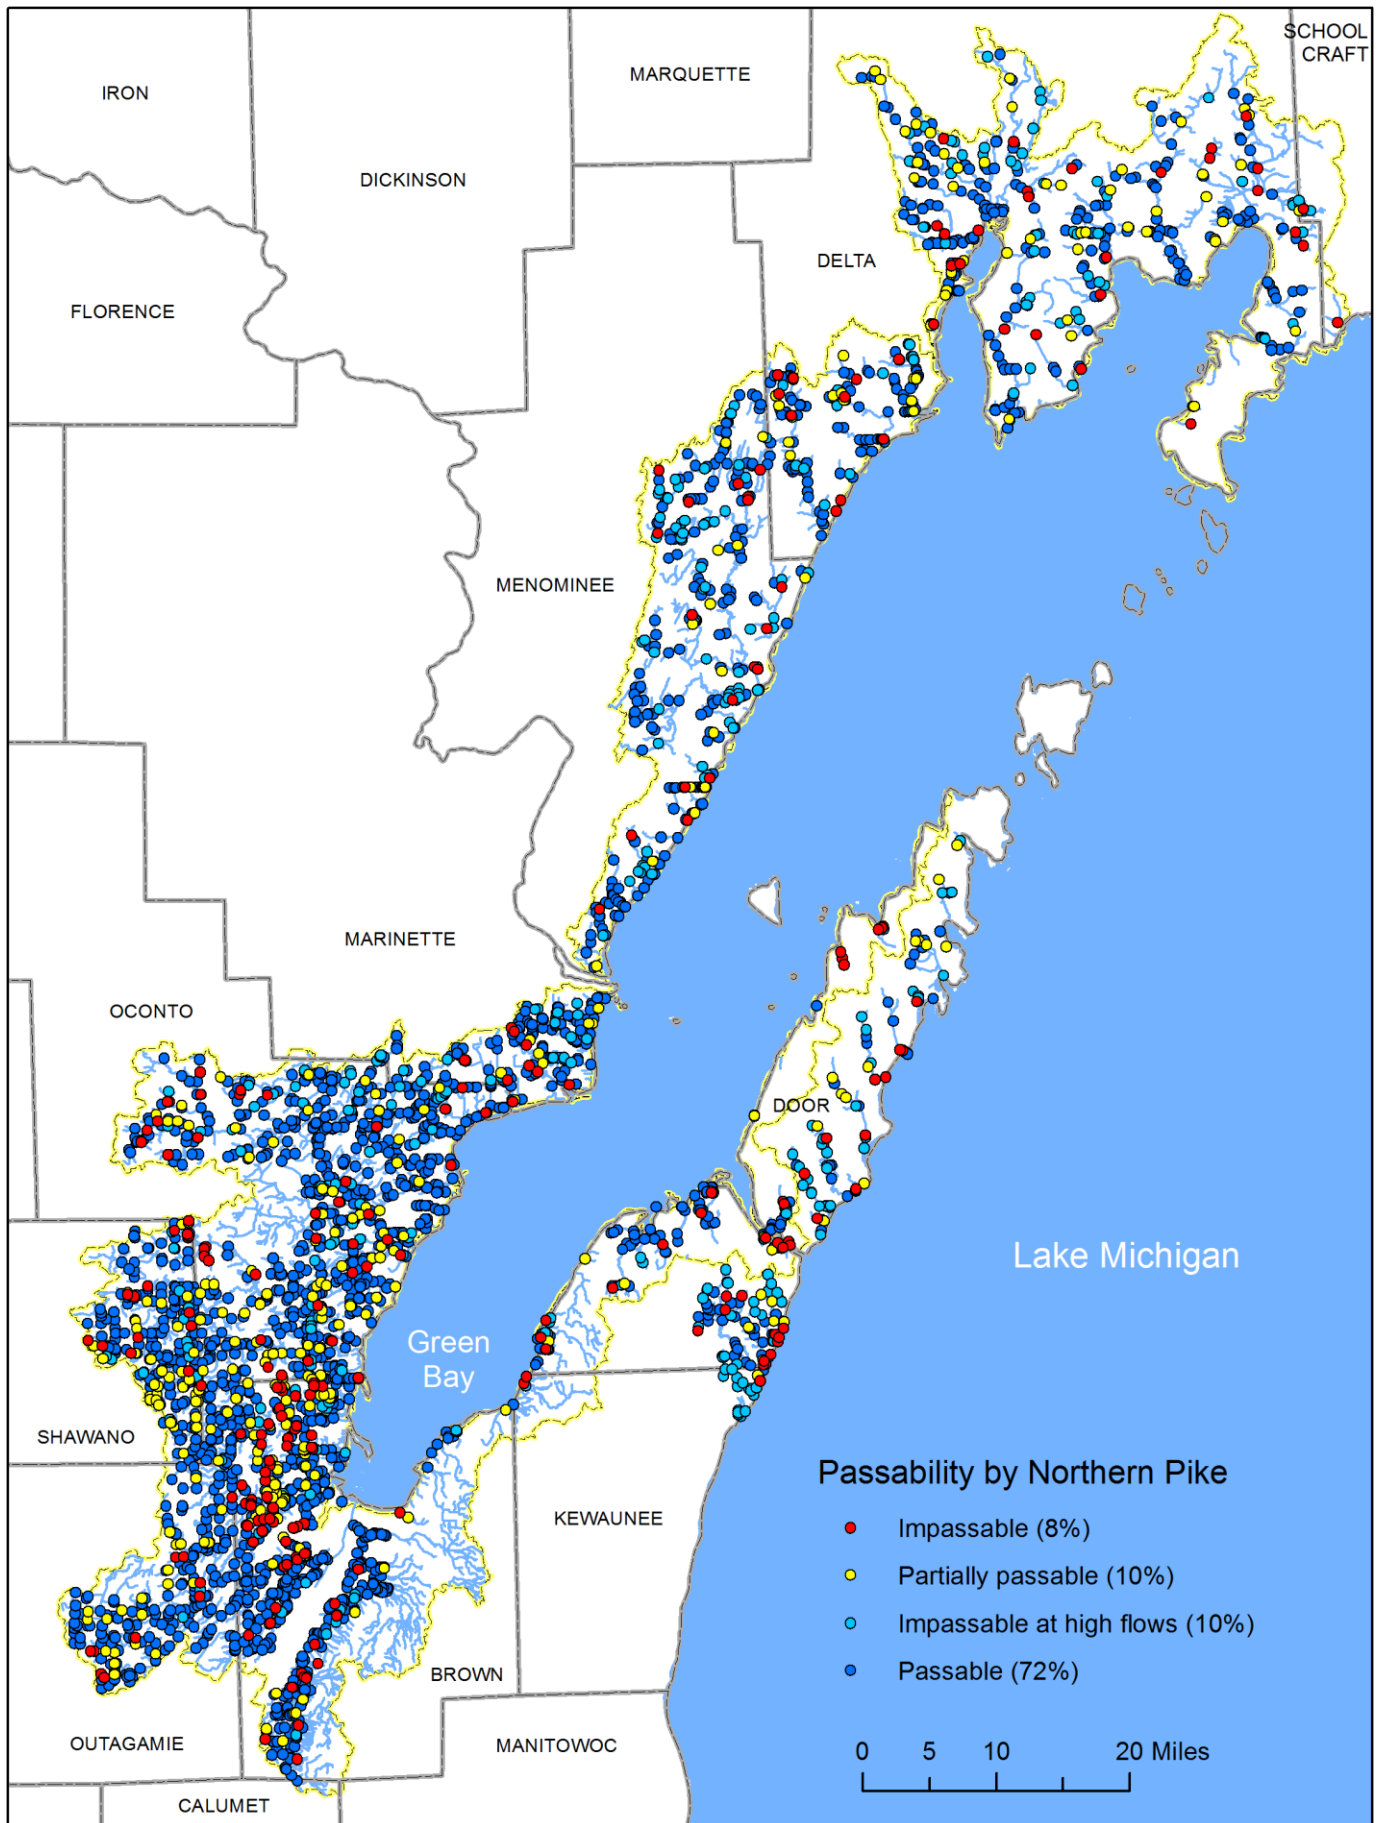 SCHOOL
CRAFT
MARQUETTE
IRON
DICKINSON
DELTA
FLORENCE
MENOMINEE
MARINETTE
OCONTO
DOOR
Lake Michigan
Green
Bay
SHAWANO
Passability by Northern Pike
Impassable (8%)
KEWAUNEE
Partially passable (10%)
Impassable at high flows (10%)
Passable (72%)
BROWN
OUTAGAMIE
MANITOWOC
0 5 10 20 Miles
CALUMET